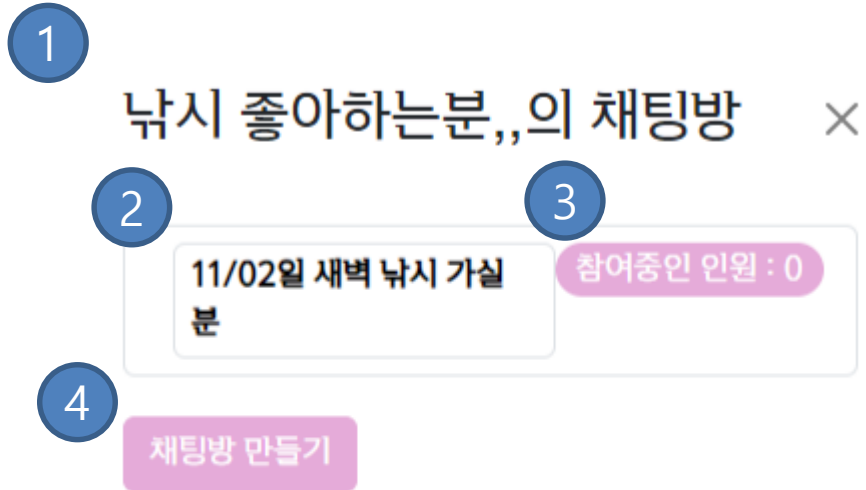 1
낚시 좋아하는분,,의 채팅방
2
3
11/02일 새벽 낚시 가실
분
참여중인 인원 : 0
4
채팅방 만들기